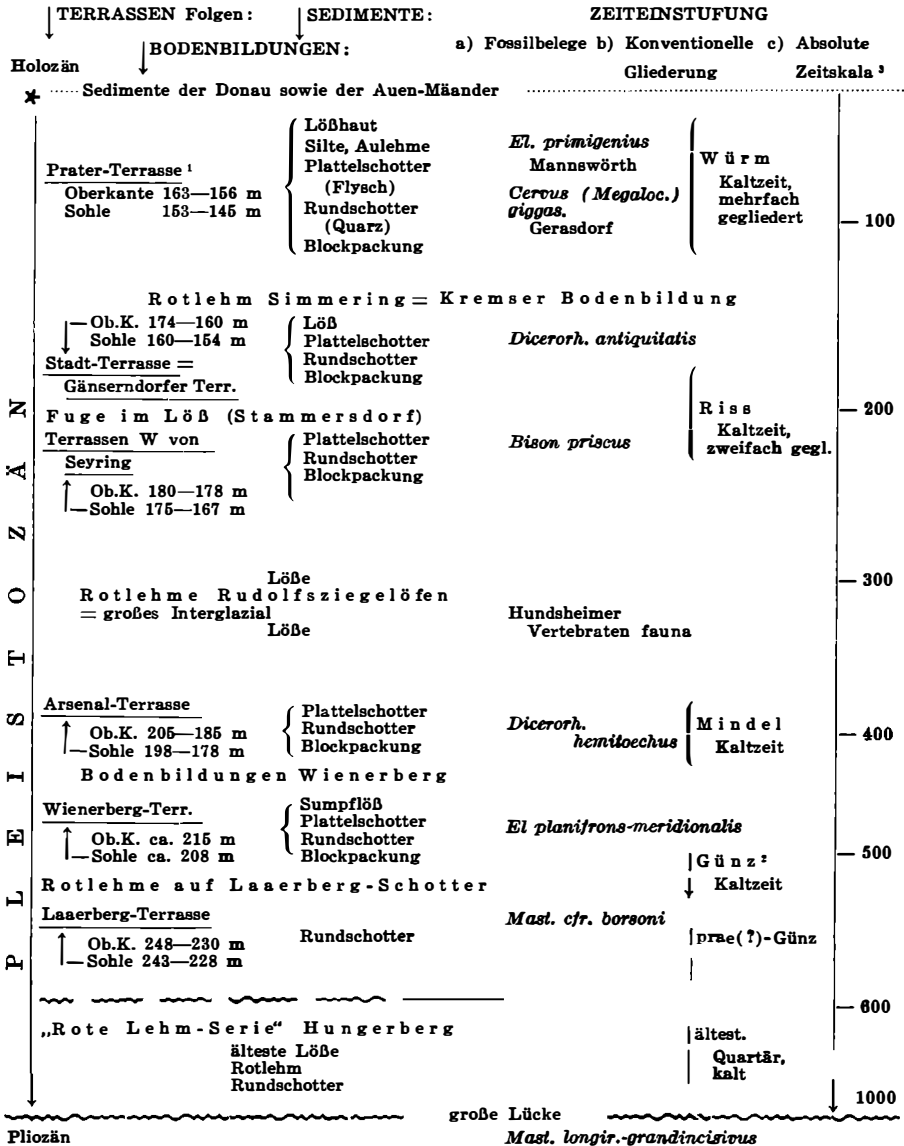 TERRASSEN Folgen: SEDIMENTE: ZEITEINSTUFUNG
BODENBILDUNGEN: a) Fossilbelege b) Konventionelle c) Absolute
Holozän Gliederung Zeitskala ³
Sedimente der Donau sowie der Auen-Mäander
Lößhaut
Silte, Aulehme El. primigenius
Prater-Terrasse ¹ Plattelschotter Mannswörth Würm
Oberkante 163—156 m (Flysch) Cervus (Megaloc.) Kaltzeit,
Sohle 153—145 m Rundschotter giggas. mehrfach
(Quarz) Gerasdorf gegliedert — 100
Blockpackung
Rotlehm Simmering = Kremser Bodenbildung
Ob.K. 174—160 m Löß
Sohle 160—154 m Plattelschotter Dicerorh. antiquitatis
Stadt-Terrasse = Rundschotter
Gänserndorfer Terr. Blockpackung
Fuge im Löß (Stammersdorf) Riss — 200
Terrassen W von Plattelschotter Bison priscus Kaltzeit,
Seyring Rundschotter zweifach gegl.
Ob.K. 180—178 m Blockpackung
Sohle 175—167 m
Löße — 300
Rotlehme Rudolfsziegelöfen
= großes Interglazial Hundsheimer
Löße Vertebraten fauna
Arsenal-Terrasse Plattelschotter
Ob.K. 205—185 m Rundschotter Dicerorh. Mindel
Sohle 198—178 m Blockpackung hemitoechus Kaltzeit — 400
Bodenbildungen Wienerberg
Wienerberg-Terr. Sumpflöß
Ob.K. ca. 215 m Plattelschotter El planifrons-meridionalis
Rundschotter
Sohle ca. 208 m Blockpackung Günz ² — 500
Rotlehme auf Laaerberg-Schotter Kaltzeit
Laaerberg-Terrasse Mast. cfr. borsoni
Ob.K. 248—230 m Rundschotter prae(?)-Günz
Sohle 243—228 m
— 600
„Rote Lehm-Serie“ Hungerberg ältest.
älteste Löße Quartär,
Rotlehm kalt
Rundschotter 1000
große Lücke
Pliozän Mast. longir.-grandincisivus
PLEISTOZÄN